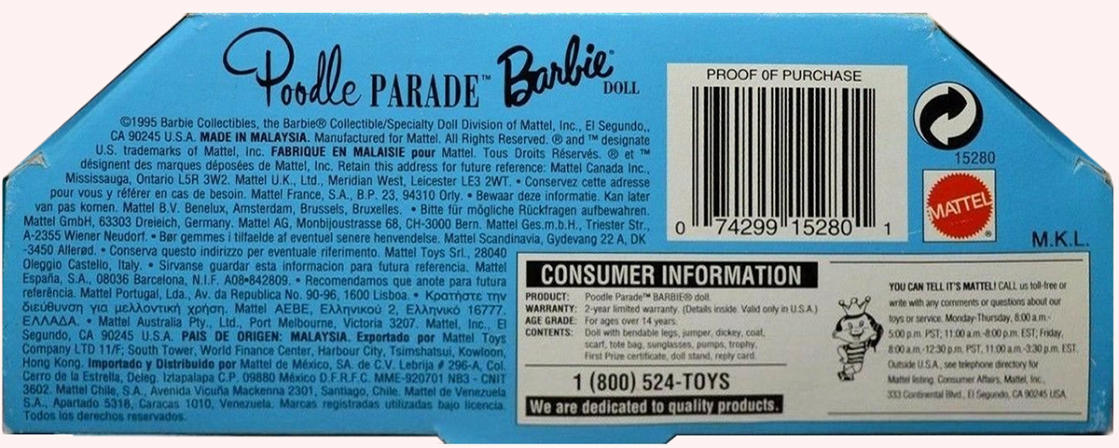 Poodle PARADE™ Barbie® DOLL
©1995 Barbie Collectibles, the Barbie® Collectible/Specialty Doll Division of Mattel, Inc., El Segundo,,
CA 90245 U.S.A. MADE IN MALAYSIA. Manufactured for Mattel. All Rights Reserved. ® and ™ designate
U.S. trademarks of Mattel, Inc. FABRIQUE EN MALAISIE pour Mattel. Tous Droits Réservés. ® et ™
désignent des marques déposées de Mattel, Inc. Retain this address for future reference: Mattel Canada Inc.,
Mississauga, Ontario L5R 3W2. Mattel U.K., Ltd., Meridian West, Leicester LE3 2WT. • Conservez cette adresse
pour vous y référer en cas de besoin. Mattel France, S.A., B.P. 23, 94310 Orly. • Bewaar deze informatie. Kan later
van pas komen. Mattel B.V. Benelux, Amsterdam, Brussels, Bruxelles. • Bitte für mögliche Rückfragen aufbewahren.
Mattel GmbH, 63303 Dreieich, Germany. Mattel AG, Monbijoustrasse 68, CH-3000 Bern. Mattel Ges.m.b.H., Triester Str.,
A-2355 Wiener Neudorf. • Bør gemmes i tilfaelde af eventuel senere henvendelse. Mattel Scandinavia, Gydevang 22 A, DK
-3450 Allerød. • Conserva questo indirizzo per eventuale riferimento. Mattel Toys Srl., 28040
Oleggio Castello, Italy. • Sirvanse guardar esta informacion para futura referencia. Mattel
España, S.A., 08036 Barcelona, N.I.F. A08-842809. • Recomendamos que anote para futura
referência. Mattel Portugal, Lda., Av. da Republica No. 90-96, 1600 Lisboa. • Κρατήστε την
διεύθυνση για μελλοντική χρήση. Mattel AEBE, Ελληνικού 2, Ελληνικό 16777.
ΕΛΛΑΔΑ. • Mattel Australia Pty., Ltd., Port Melbourne, Victoria 3207. Mattel, Inc., El
Segundo, CA 90245 U.S.A. PAIS DE ORIGEN: MALAYSIA. Exportado por Mattel Toys
Company LTD 11/F; South Tower, World Finance Center, Harbour City, Tsimshatsui, Kowloon,
Hong Kong. Importado y Distribuido por Mattel de México, SA. de C.V. Lebrija # 296-A, Col.
Cerro de la Estrella, Deleg. Iztapalapa C.P. 09880 México D.F.R.F.C. MME-920701 NB3 - CNIT
3602. Mattel Chile, S.A., Avenida Vicuña Mackenna 2301, Santiago, Chile. Mattel de Venezuela
S.A., Apartado 5318, Caracas 1010, Venezuela. Marcas registradas utilizadas bajo licencia.
Todos los derechos reservados.
PROOF OF PURCHASE
0 74299 15280 1
15280
MATTEL ®
M.K.L.
CONSUMER INFORMATION
PRODUCT: Poodle Parade™ BARBIE® doll.
WARRANTY: 2-year limited warranty. (Details inside. Valid only in U.S.A.)
AGE GRADE: For ages over 14 years.
CONTENTS: Doll with bendable legs, jumper, dickey, coat,
scarf, tote bag, sunglasses, pumps, trophy,
First Prize certificate, doll stand, reply card.
1 (800) 524-TOYS
We are dedicated to quality products.
YOU CAN TELL IT'S MATTEL! CALL us toll-free or
write with any comments or questions about our
toys or service. Monday-Thursday, 8:00 am.-
5:00 p.m. PST; 11:00 a.m.-8:00 p.m. EST; Friday,
8:00 a.m.-12:30 p.m. PST, 11:00 a.m.-3:30 p.m. EST.
Outside U.S.A., see telephone directory for
Mattel listing. Consumer Affairs, Mattel, Inc.,
333 Continental Blvd., El Segundo, CA 90245 USA.